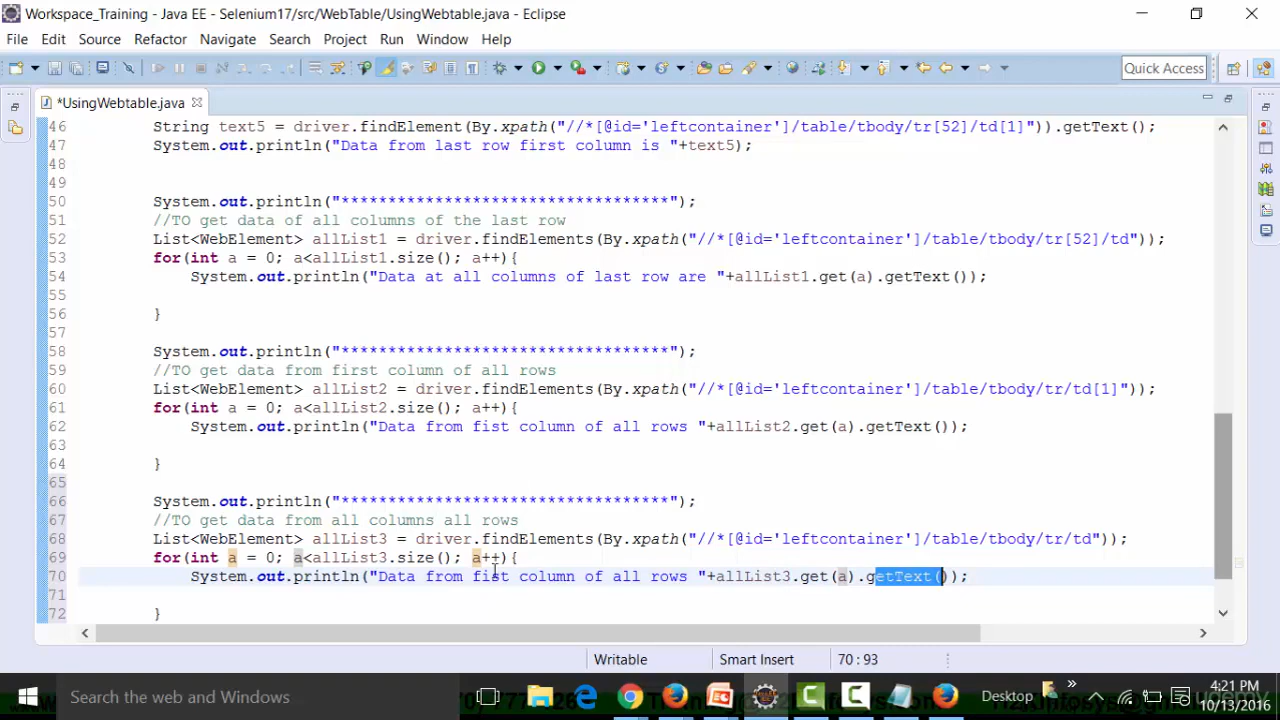 Workspace_Training - Java EE - Selenium17/src/WebTable/UsingWebtable.java - Eclipse
File Edit Source Refactor Navigate Search Project Run Window Help
Quick Access
*UsingWebtable.java
46 String text5 = driver.findElement(By.xpath("//*[@id='leftcontainer']/table/tbody/tr[52]/td[1]")).getText();
47 System.out.println("Data from last row first column is "+text5);
48
49
50 System.out.println("***********************************");
51 //TO get data of all columns of the last row
52 List<WebElement> allList1 = driver.findElements(By.xpath("//*[@id='leftcontainer']/table/tbody/tr[52]/td"));
53 for(int a = 0; a<allList1.size(); a++){
54 System.out.println("Data at all columns of last row are "+allList1.get(a).getText());
55
56 }
57
58 System.out.println("***********************************");
59 //TO get data from first column of all rows
60 List<WebElement> allList2 = driver.findElements(By.xpath("//*[@id='leftcontainer']/table/tbody/tr/td[1]"));
61 for(int a = 0; a<allList2.size(); a++){
62 System.out.println("Data from fist column of all rows "+allList2.get(a).getText());
63
64 }
65
66 System.out.println("***********************************");
67 //TO get data from all columns all rows
68 List<WebElement> allList3 = driver.findElements(By.xpath("//*[@id='leftcontainer']/table/tbody/tr/td"));
69 for(int a = 0; a<allList3.size(); a++){
70 System.out.println("Data from fist column of all rows "+allList3.get(a).getText());
71
72 }
Writable Smart Insert 70 : 93
Search the web and Windows
Desktop
4:21 PM
10/13/2016